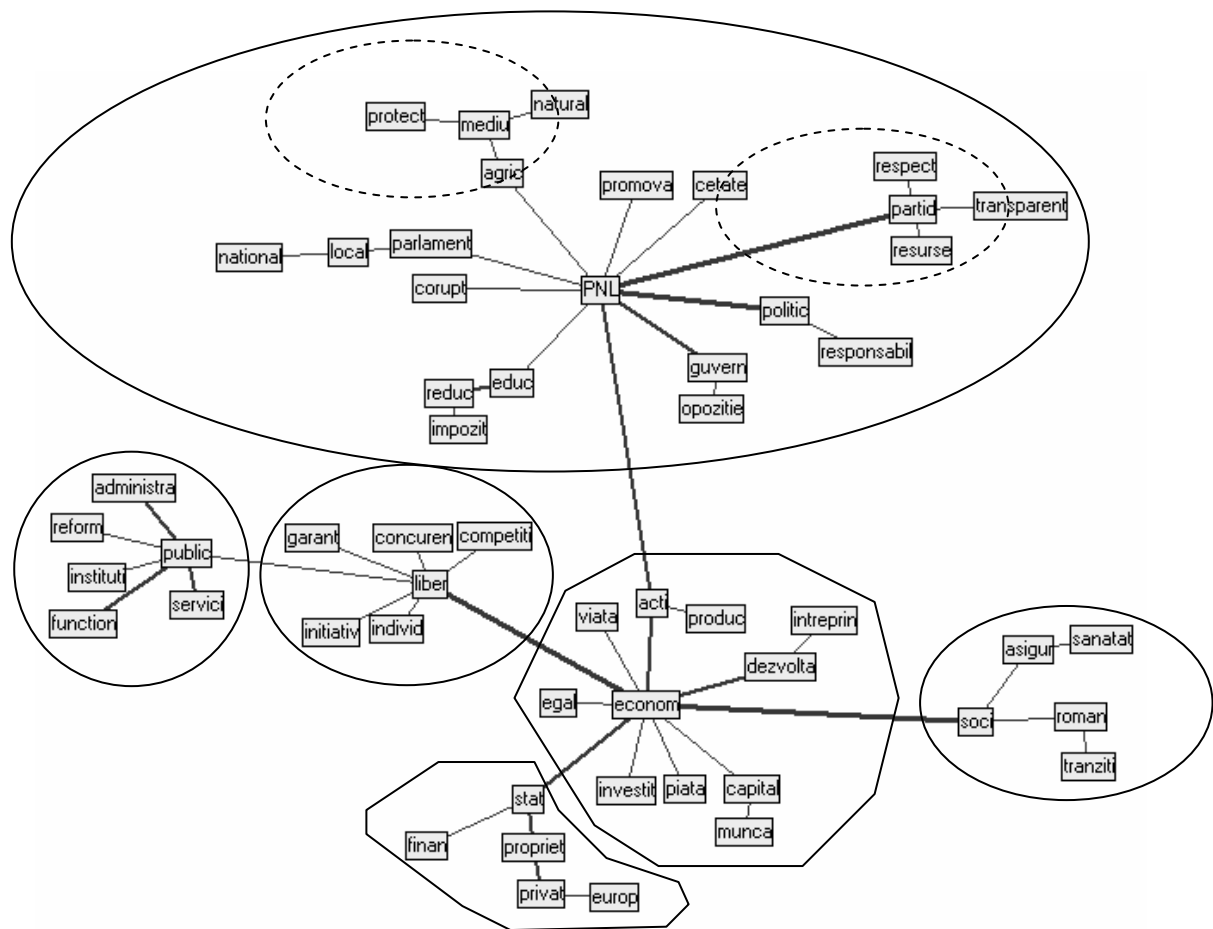 natural
protect
mediu
agric
respect
promova
cetate
partid
transparent
parlament
resurse
local
national
PNL
corupt
politic
responsabil
guvern
educ
reduc
opozitie
impozit
administra
reform
public
instituti
servici
function
garant
concuren
competiti
liber
initiativ
individ
acti
viata
produc
intreprin
dezvolta
egal
econom
investit
piata
capital
munca
asigur
sanatat
soci
roman
tranziti
stat
finan
propriet
privat
europ